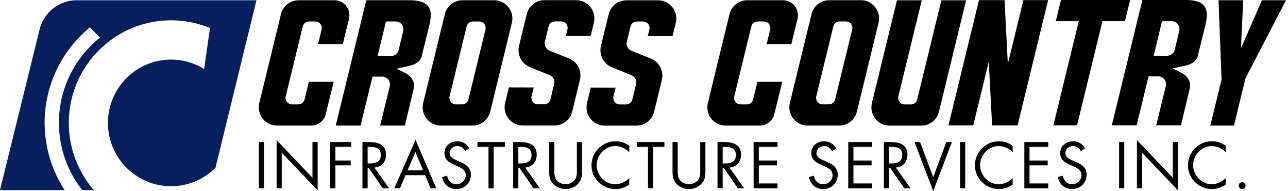 CROSS COUNTRY
INFRASTRUCTURE SERVICES INC.